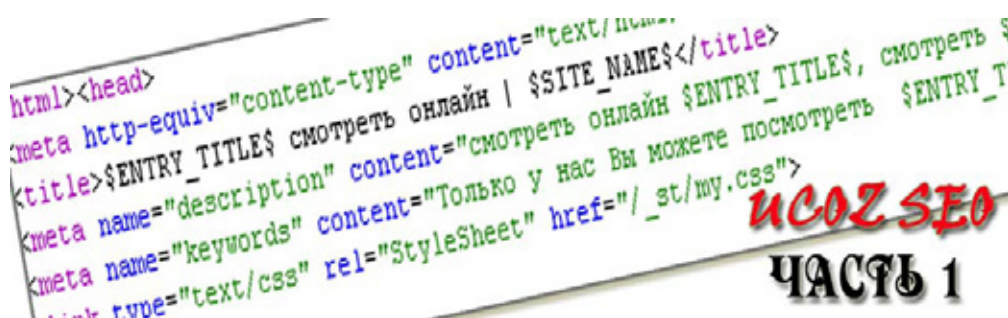 html><head>
<meta http-equiv="content-type" content="text/html;
<title>$ENTRY_TITLE$ смотреть онлайн | $SITE_NAME$</title>
<meta name="description" content="смотреть онлайн $ENTRY_TITLE$, смотреть $
<meta name="keywords" content="Только у нас Вы можете посмотреть $ENTRY_T
link type="text/css" rel="StyleSheet" href="/_st/my.css">
UCOZ SEO
ЧАСТЬ 1